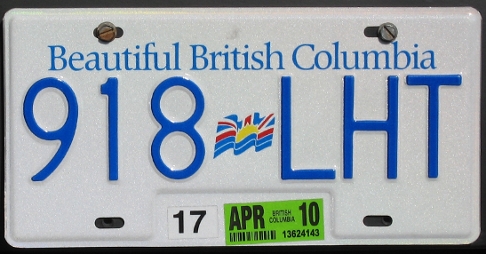 Beautiful British Columbia
918 LHT
17 APR BRITISH COLUMBIA 10
13624143